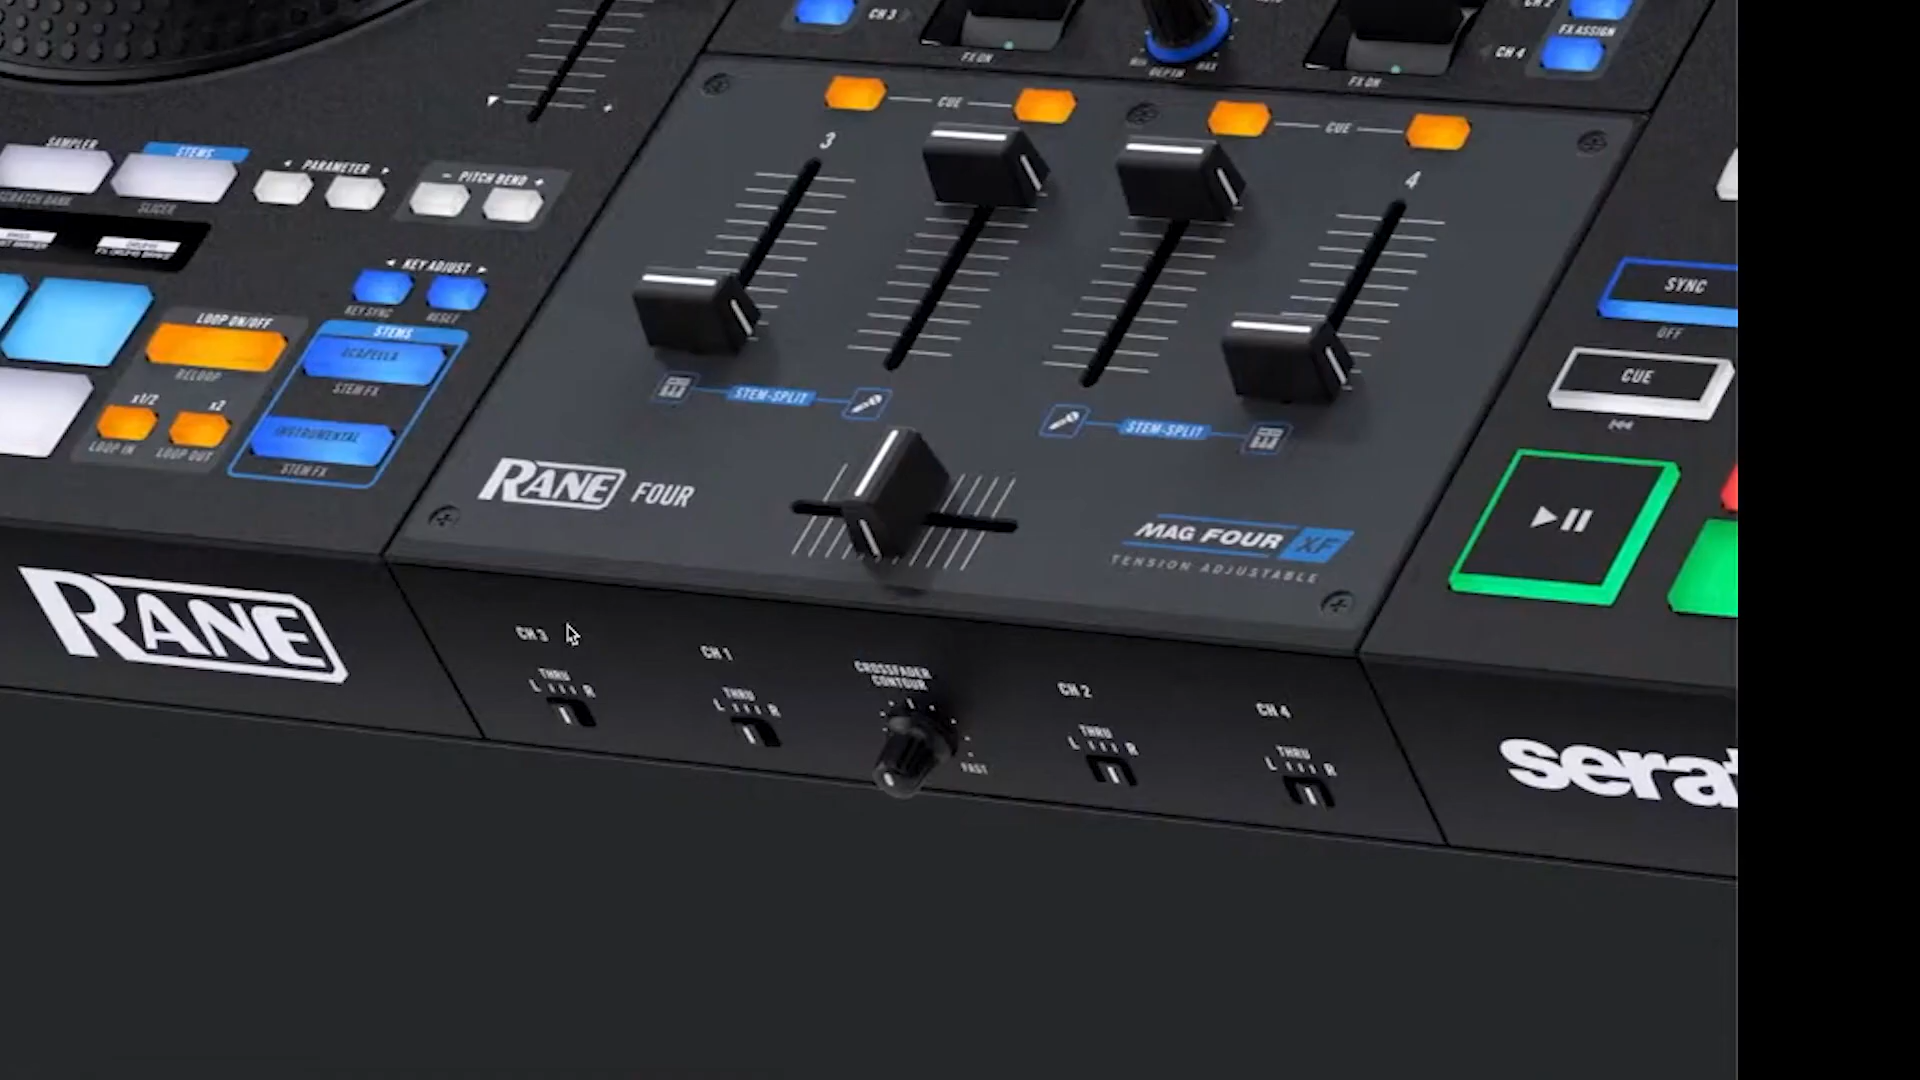 CH 3
FX ON
MIN
DEPTH
MAX
FX ON
CH 2
FX ASSIGN
CH 4
CUE
CUE
3
4
SAMPLER
STEMS
SCRATCH BANK
SLICER
PARAMETER
- PITCH BEND +
KEY ADJUST
KEY SYNC
RESET
LOOP ON/OFF
RELOOP
x1/2
x2
LOOP IN
LOOP OUT
STEMS
ACAPELLA
STEM FX
INSTRUMENTAL
STEM FX
STEM-SPLIT
STEM-SPLIT
SYNC
OFF
CUE
RANE FOUR
MAG FOUR XF
TENSION ADJUSTABLE
RANE
CH 3
THRU
L R
CH 1
THRU
L R
CROSSFADER
CONTOUR
FAST
CH 2
THRU
L R
CH 4
THRU
L R
serat